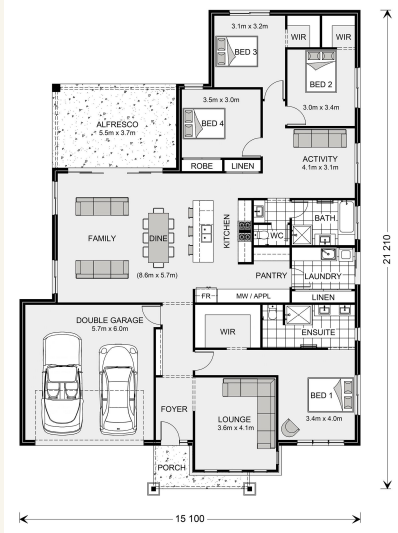 3.1m x 3.2m
WIR
WIR
BED 3
BED 2
3.5m x 3.0m
3.0m x 3.4m
ALFRESCO
5.5m x 3.7m
BED 4
ACTIVITY
4.1m x 3.1m
ROBE
LINEN
BATH
KITCHEN
WC
FAMILY
DINE
(8.6m x 5.7m)
PANTRY
LAUNDRY
FR
MW / APPL
LINEN
DOUBLE GARAGE
5.7m x 6.0m
WIR
ENSUITE
BED 1
3.4m x 4.0m
FOYER
LOUNGE
3.6m x 4.1m
PORCH
21 210
15 100